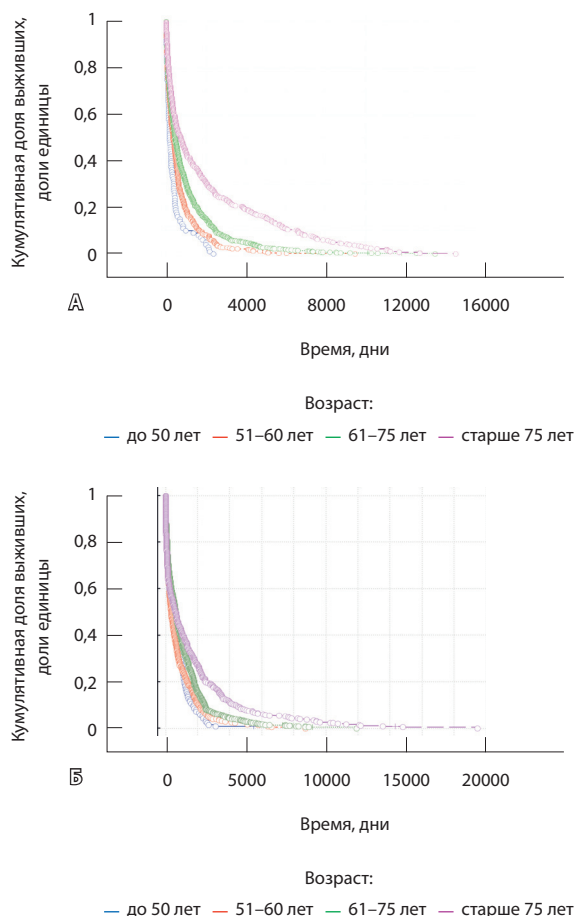 Кумулятивная доля выживших,
доли единицы
1
0,8
0,6
0,4
0,2
0
А
0 4000 8000 12000 16000
Время, дни
Возраст:
до 50 лет 51–60 лет 61–75 лет старше 75 лет
Кумулятивная доля выживших,
доли единицы
1
0,8
0,6
0,4
0,2
0
Б
0 5000 10000 15000 20000
Время, дни
Возраст:
до 50 лет 51–60 лет 61–75 лет старше 75 лет